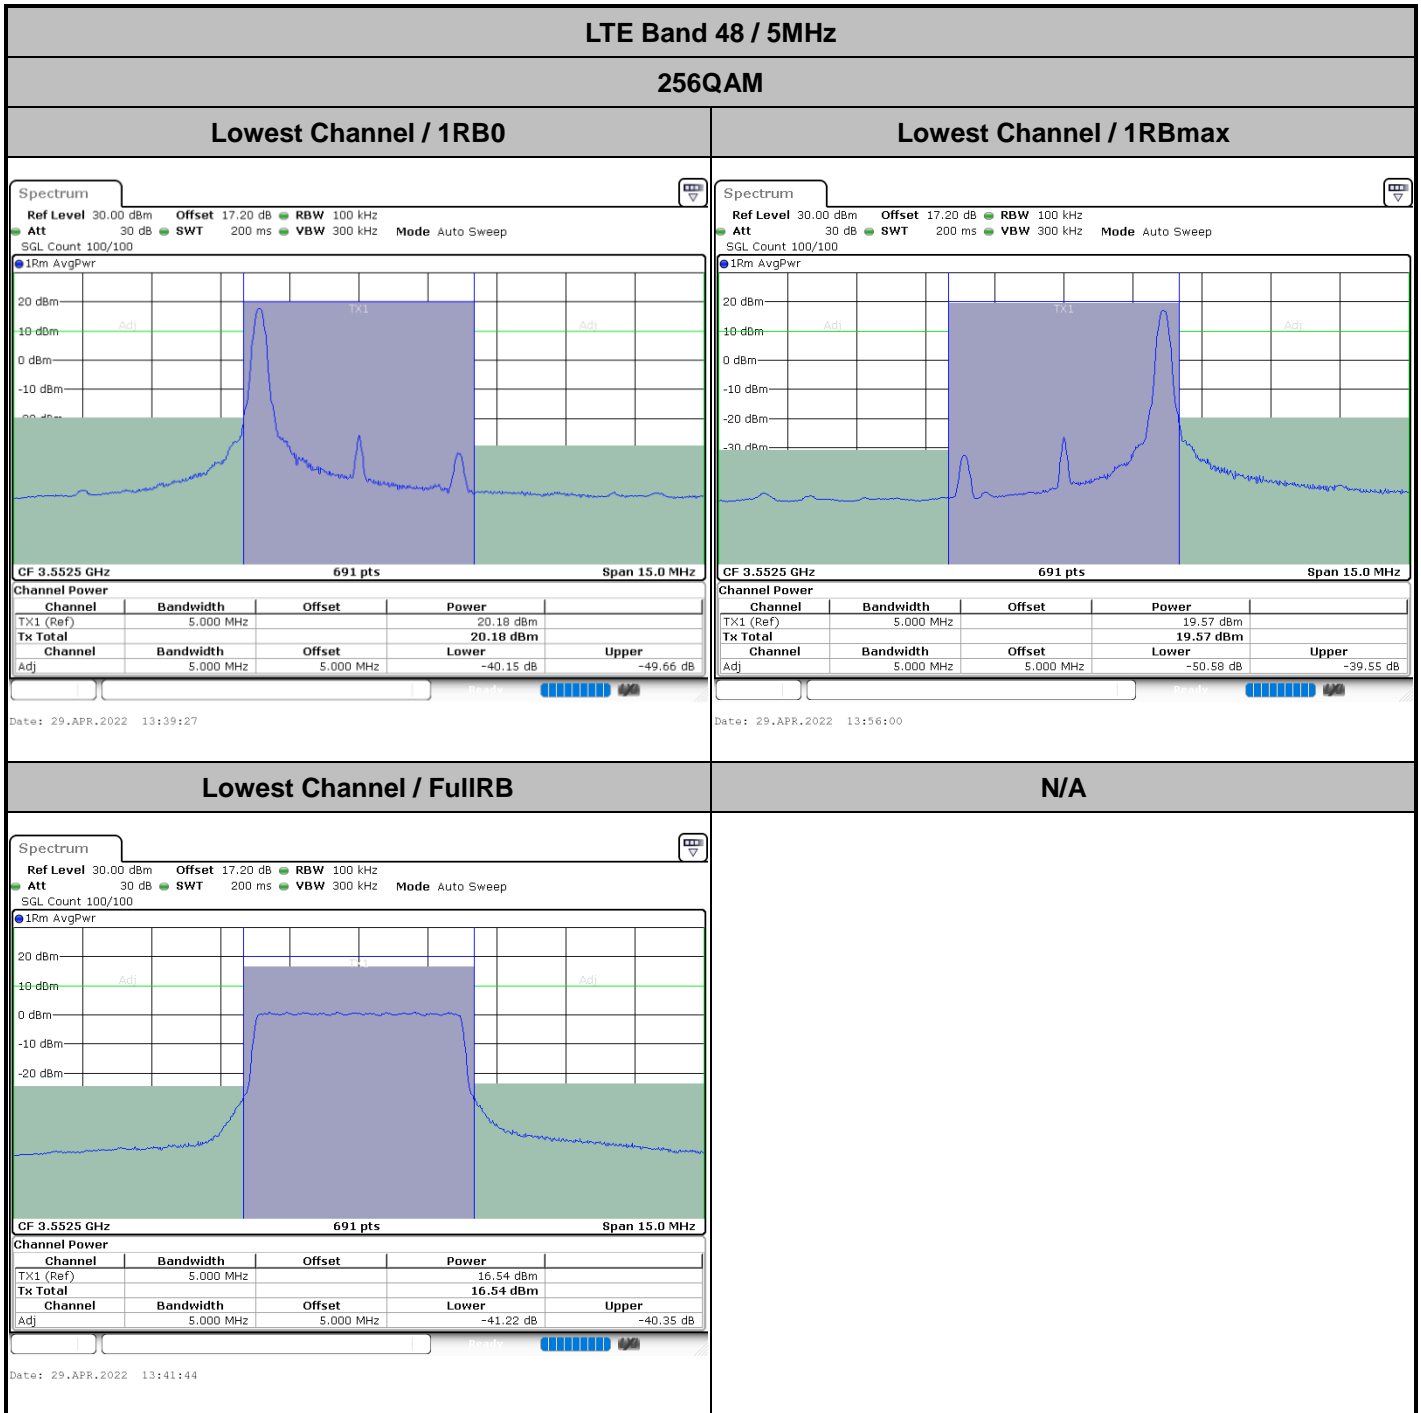 LTE Band 48 / 5MHz
256QAM
Lowest Channel / 1RB0
Lowest Channel / 1RBmax
Spectrum
Ref Level 30.00 dBm Offset 17.20 dB RBW 100 kHz
Att 30 dB SWT 200 ms VBW 300 kHz Mode Auto Sweep
SGL Count 100/100
1Rm AvgPwr
TX1
Adj
Adj
20 dBm
10 dBm
0 dBm
-10 dBm
-20 dBm
CF 3.5525 GHz 691 pts Span 15.0 MHz
Channel Power
Channel Bandwidth Offset Power
TX1 (Ref) 5.000 MHz 20.18 dBm
Tx Total 20.18 dBm
Channel Bandwidth Offset Lower Upper
Adj 5.000 MHz 5.000 MHz -40.15 dB -49.66 dB
Ready
Date: 29.APR.2022 13:39:27
Spectrum
Ref Level 30.00 dBm Offset 17.20 dB RBW 100 kHz
Att 30 dB SWT 200 ms VBW 300 kHz Mode Auto Sweep
SGL Count 100/100
1Rm AvgPwr
TX1
Adj
Adj
20 dBm
10 dBm
0 dBm
-10 dBm
-20 dBm
-30 dBm
CF 3.5525 GHz 691 pts Span 15.0 MHz
Channel Power
Channel Bandwidth Offset Power
TX1 (Ref) 5.000 MHz 19.57 dBm
Tx Total 19.57 dBm
Channel Bandwidth Offset Lower Upper
Adj 5.000 MHz 5.000 MHz -50.58 dB -39.55 dB
Ready
Date: 29.APR.2022 13:56:00
Lowest Channel / FullRB
N/A
Spectrum
Ref Level 30.00 dBm Offset 17.20 dB RBW 100 kHz
Att 30 dB SWT 200 ms VBW 300 kHz Mode Auto Sweep
SGL Count 100/100
1Rm AvgPwr
TX1
Adj
Adj
20 dBm
10 dBm
0 dBm
-10 dBm
-20 dBm
CF 3.5525 GHz 691 pts Span 15.0 MHz
Channel Power
Channel Bandwidth Offset Power
TX1 (Ref) 5.000 MHz 16.54 dBm
Tx Total 16.54 dBm
Channel Bandwidth Offset Lower Upper
Adj 5.000 MHz 5.000 MHz -41.22 dB -40.35 dB
Ready
Date: 29.APR.2022 13:41:44